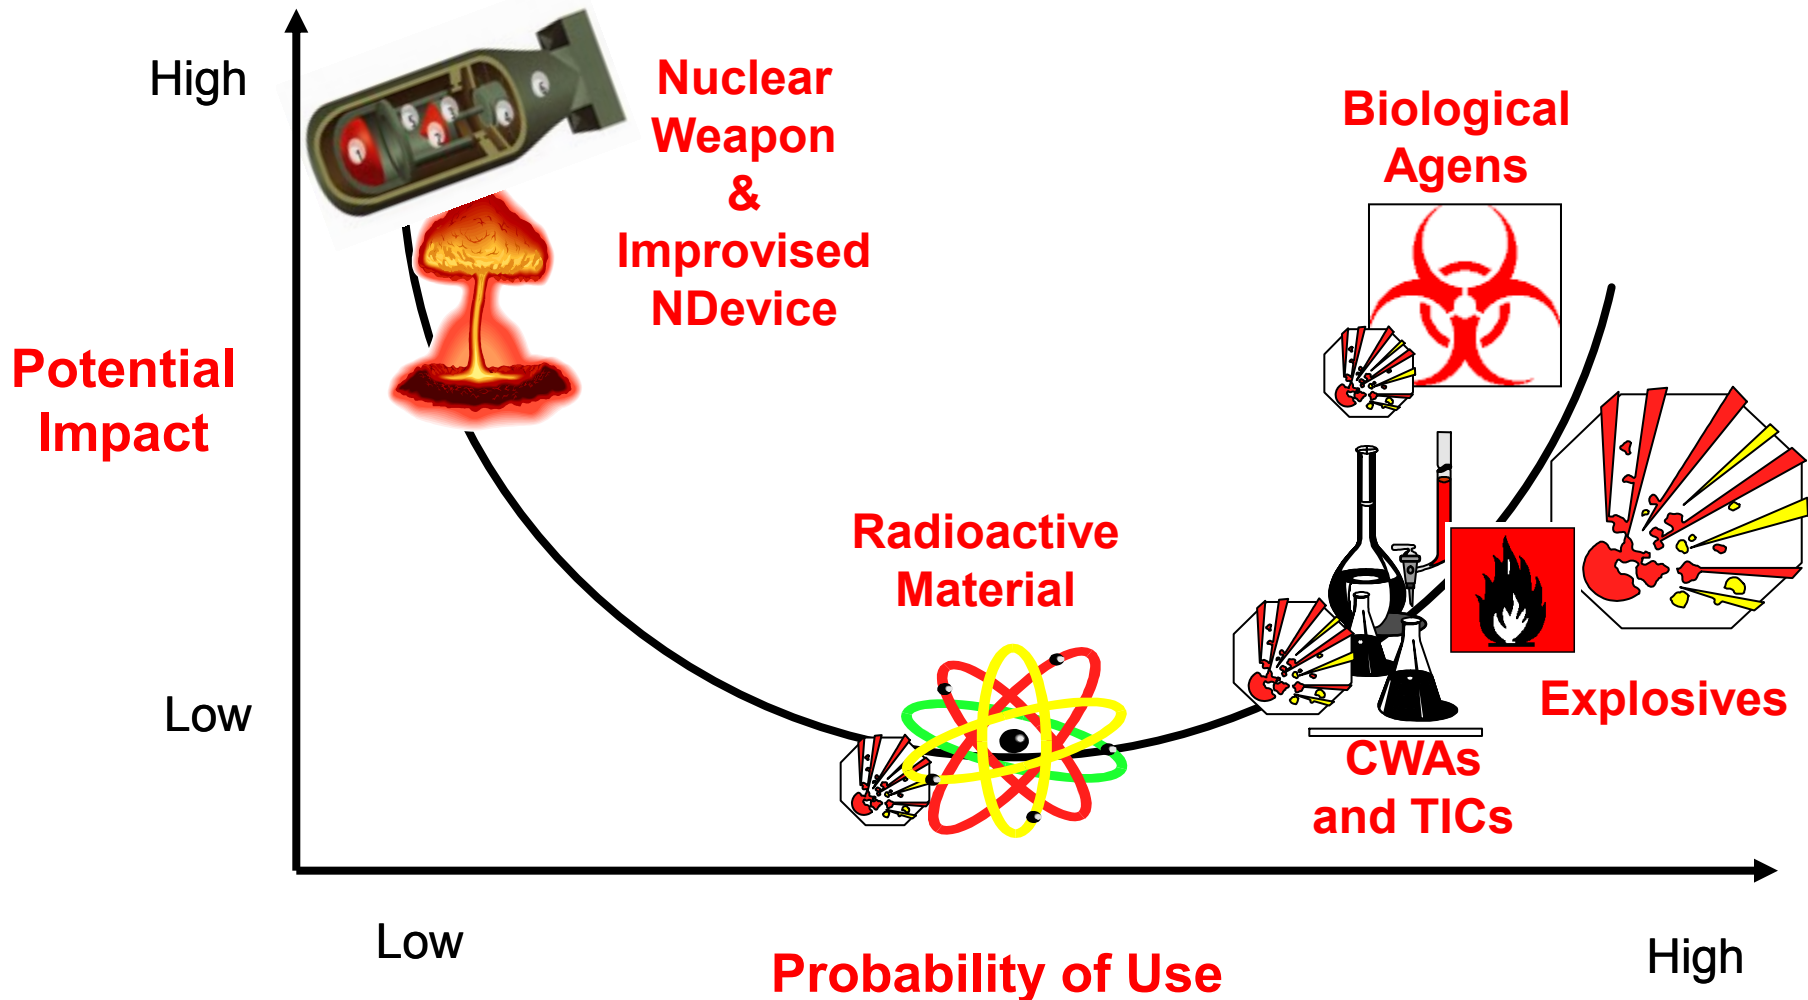 High
Nuclear
Weapon
&
Improvised
NDevice
Biological
Agens
Potential
Impact
Radioactive
Material
Low
Explosives
CWAs
and TICs
Low
Probability of Use
High